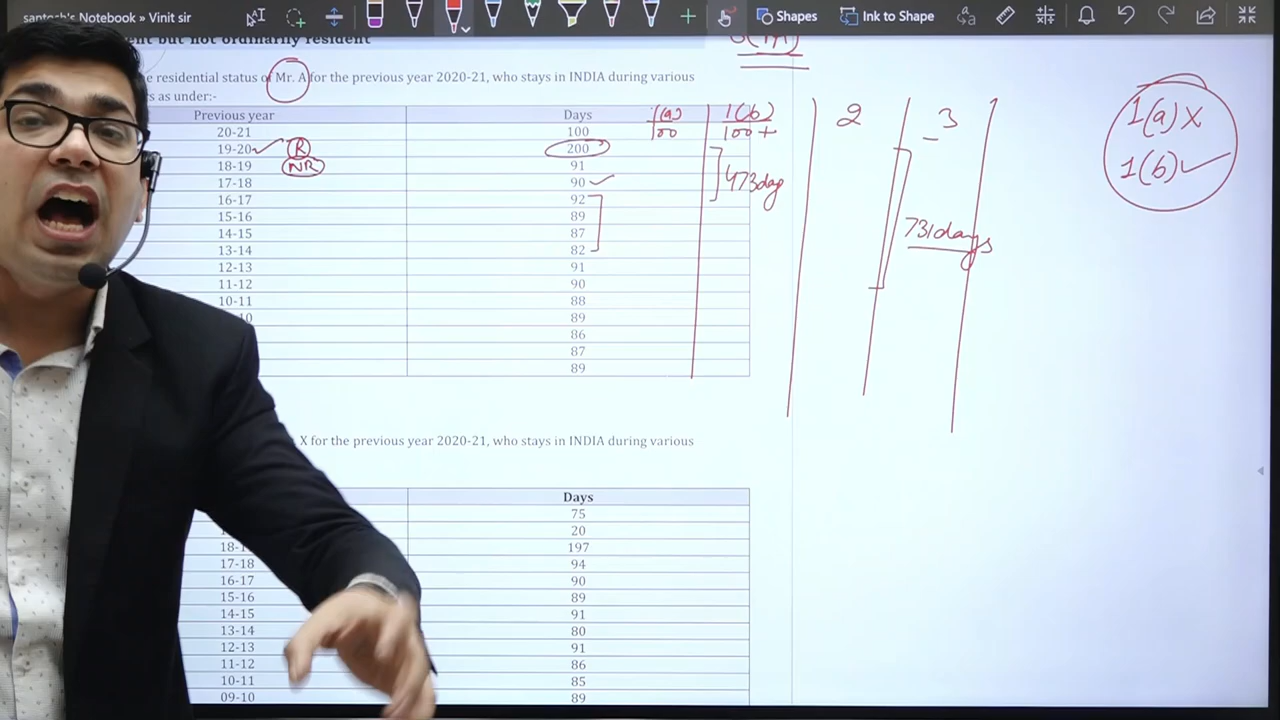 santosh's Notebook » Vinit sir
Shapes
Ink to Shape
ent but not ordinarily resident
e residential status of Mr. A for the previous year 2020-21, who stays in INDIA during various
s as under:-
Previous year Days 1(a) 1(b) 2 3
20-21 100 100 100+
19-20 R 200
18-19 NR 91
17-18 90 473day
16-17 92
15-16 89
14-15 87 731days
13-14 82
12-13 91
11-12 90
10-11 88
10 89
86
87
89
1(a) X
1(b) ✓
X for the previous year 2020-21, who stays in INDIA during various
Days
75
20
18-1 197
17-18 94
16-17 90
15-16 89
14-15 91
13-14 80
12-13 91
11-12 86
10-11 85
09-10 89